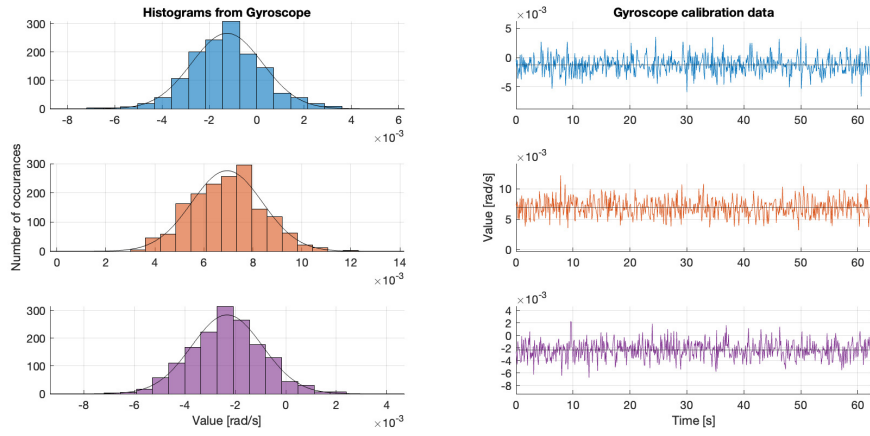 Histograms from Gyroscope
300
200
100
0
-8 -6 -4 -2 0 2 4 6
×10⁻³
300
200
100
0
0 2 4 6 8 10 12 14
×10⁻³
300
200
100
0
-8 -6 -4 -2 0 2 4
×10⁻³
Number of occurances
Value [rad/s]
Gyroscope calibration data
×10⁻³
5
0
-5
0 10 20 30 40 50 60
×10⁻³
10
5
0
0 10 20 30 40 50 60
×10⁻³
4
2
0
-2
-4
-6
-8
0 10 20 30 40 50 60
Value [rad/s]
Time [s]